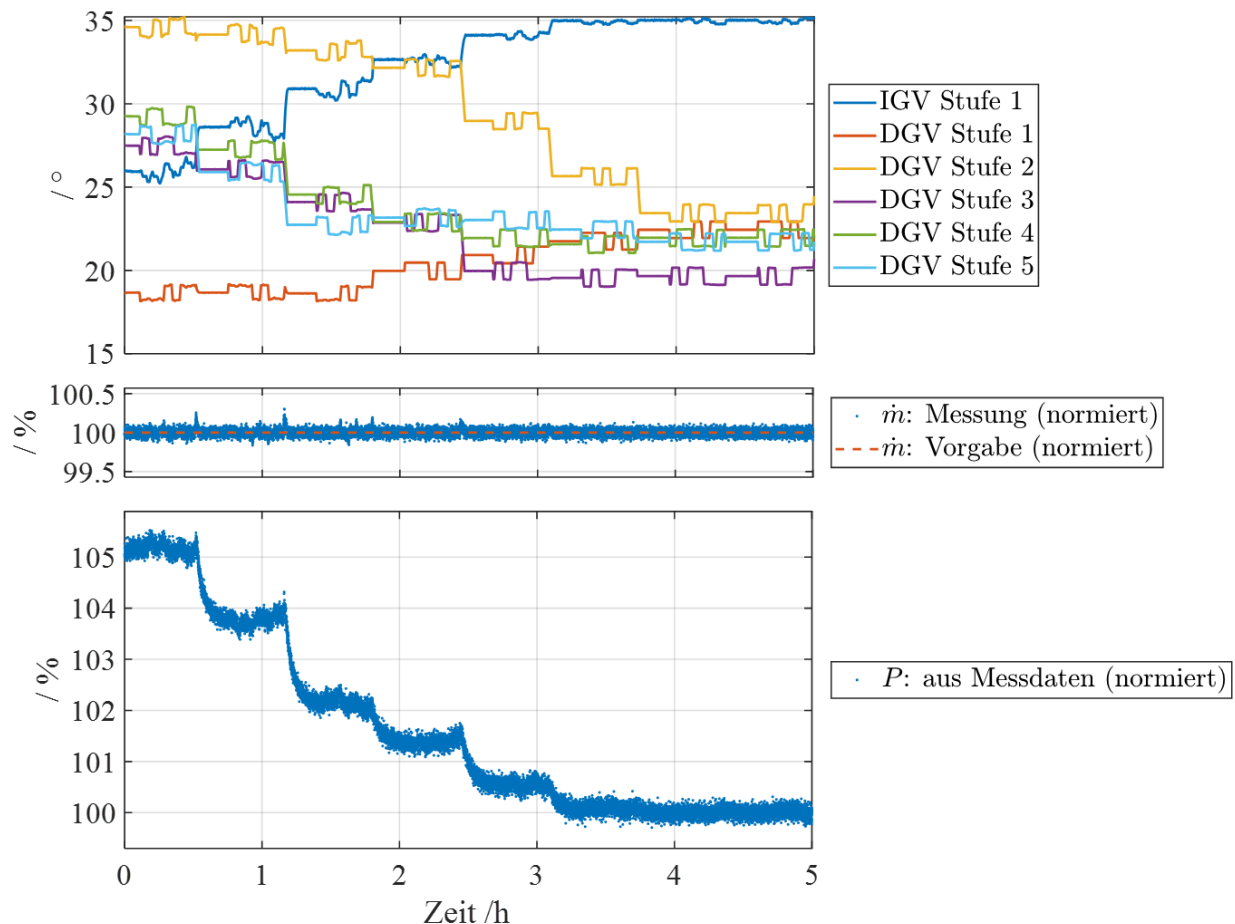 35
30
25
20
15
/ °
IGV Stufe 1
DGV Stufe 1
DGV Stufe 2
DGV Stufe 3
DGV Stufe 4
DGV Stufe 5
100.5
100
99.5
/ %
ṁ: Messung (normiert)
ṁ: Vorgabe (normiert)
105
104
103
102
101
100
/ %
P: aus Messdaten (normiert)
0 1 2 3 4 5
Zeit /h